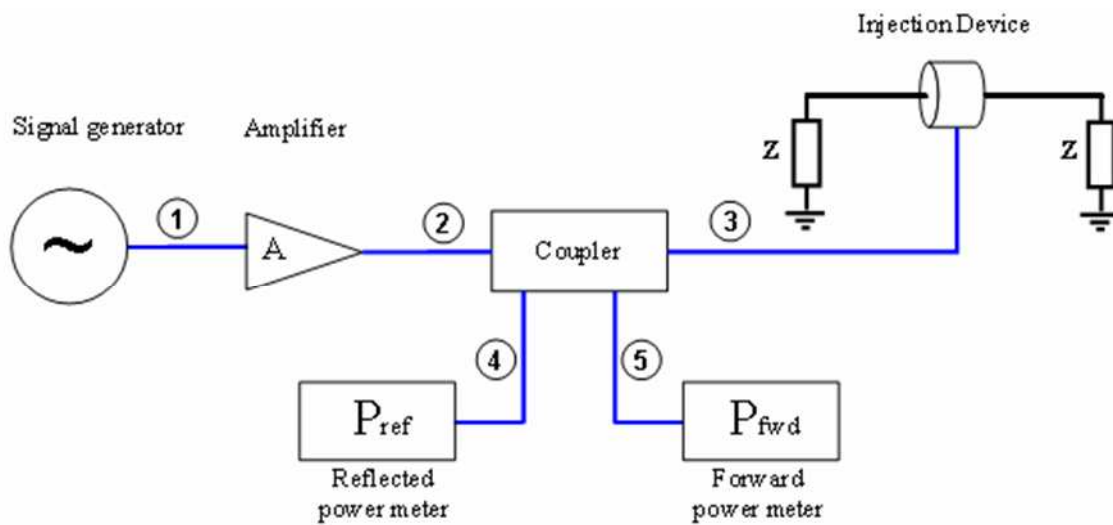 Injection Device
Signal generator
Amplifier
Z
Z
1
2
3
~
A
Coupler
4
5
Pref
Pfwd
Reflected
power meter
Forward
power meter